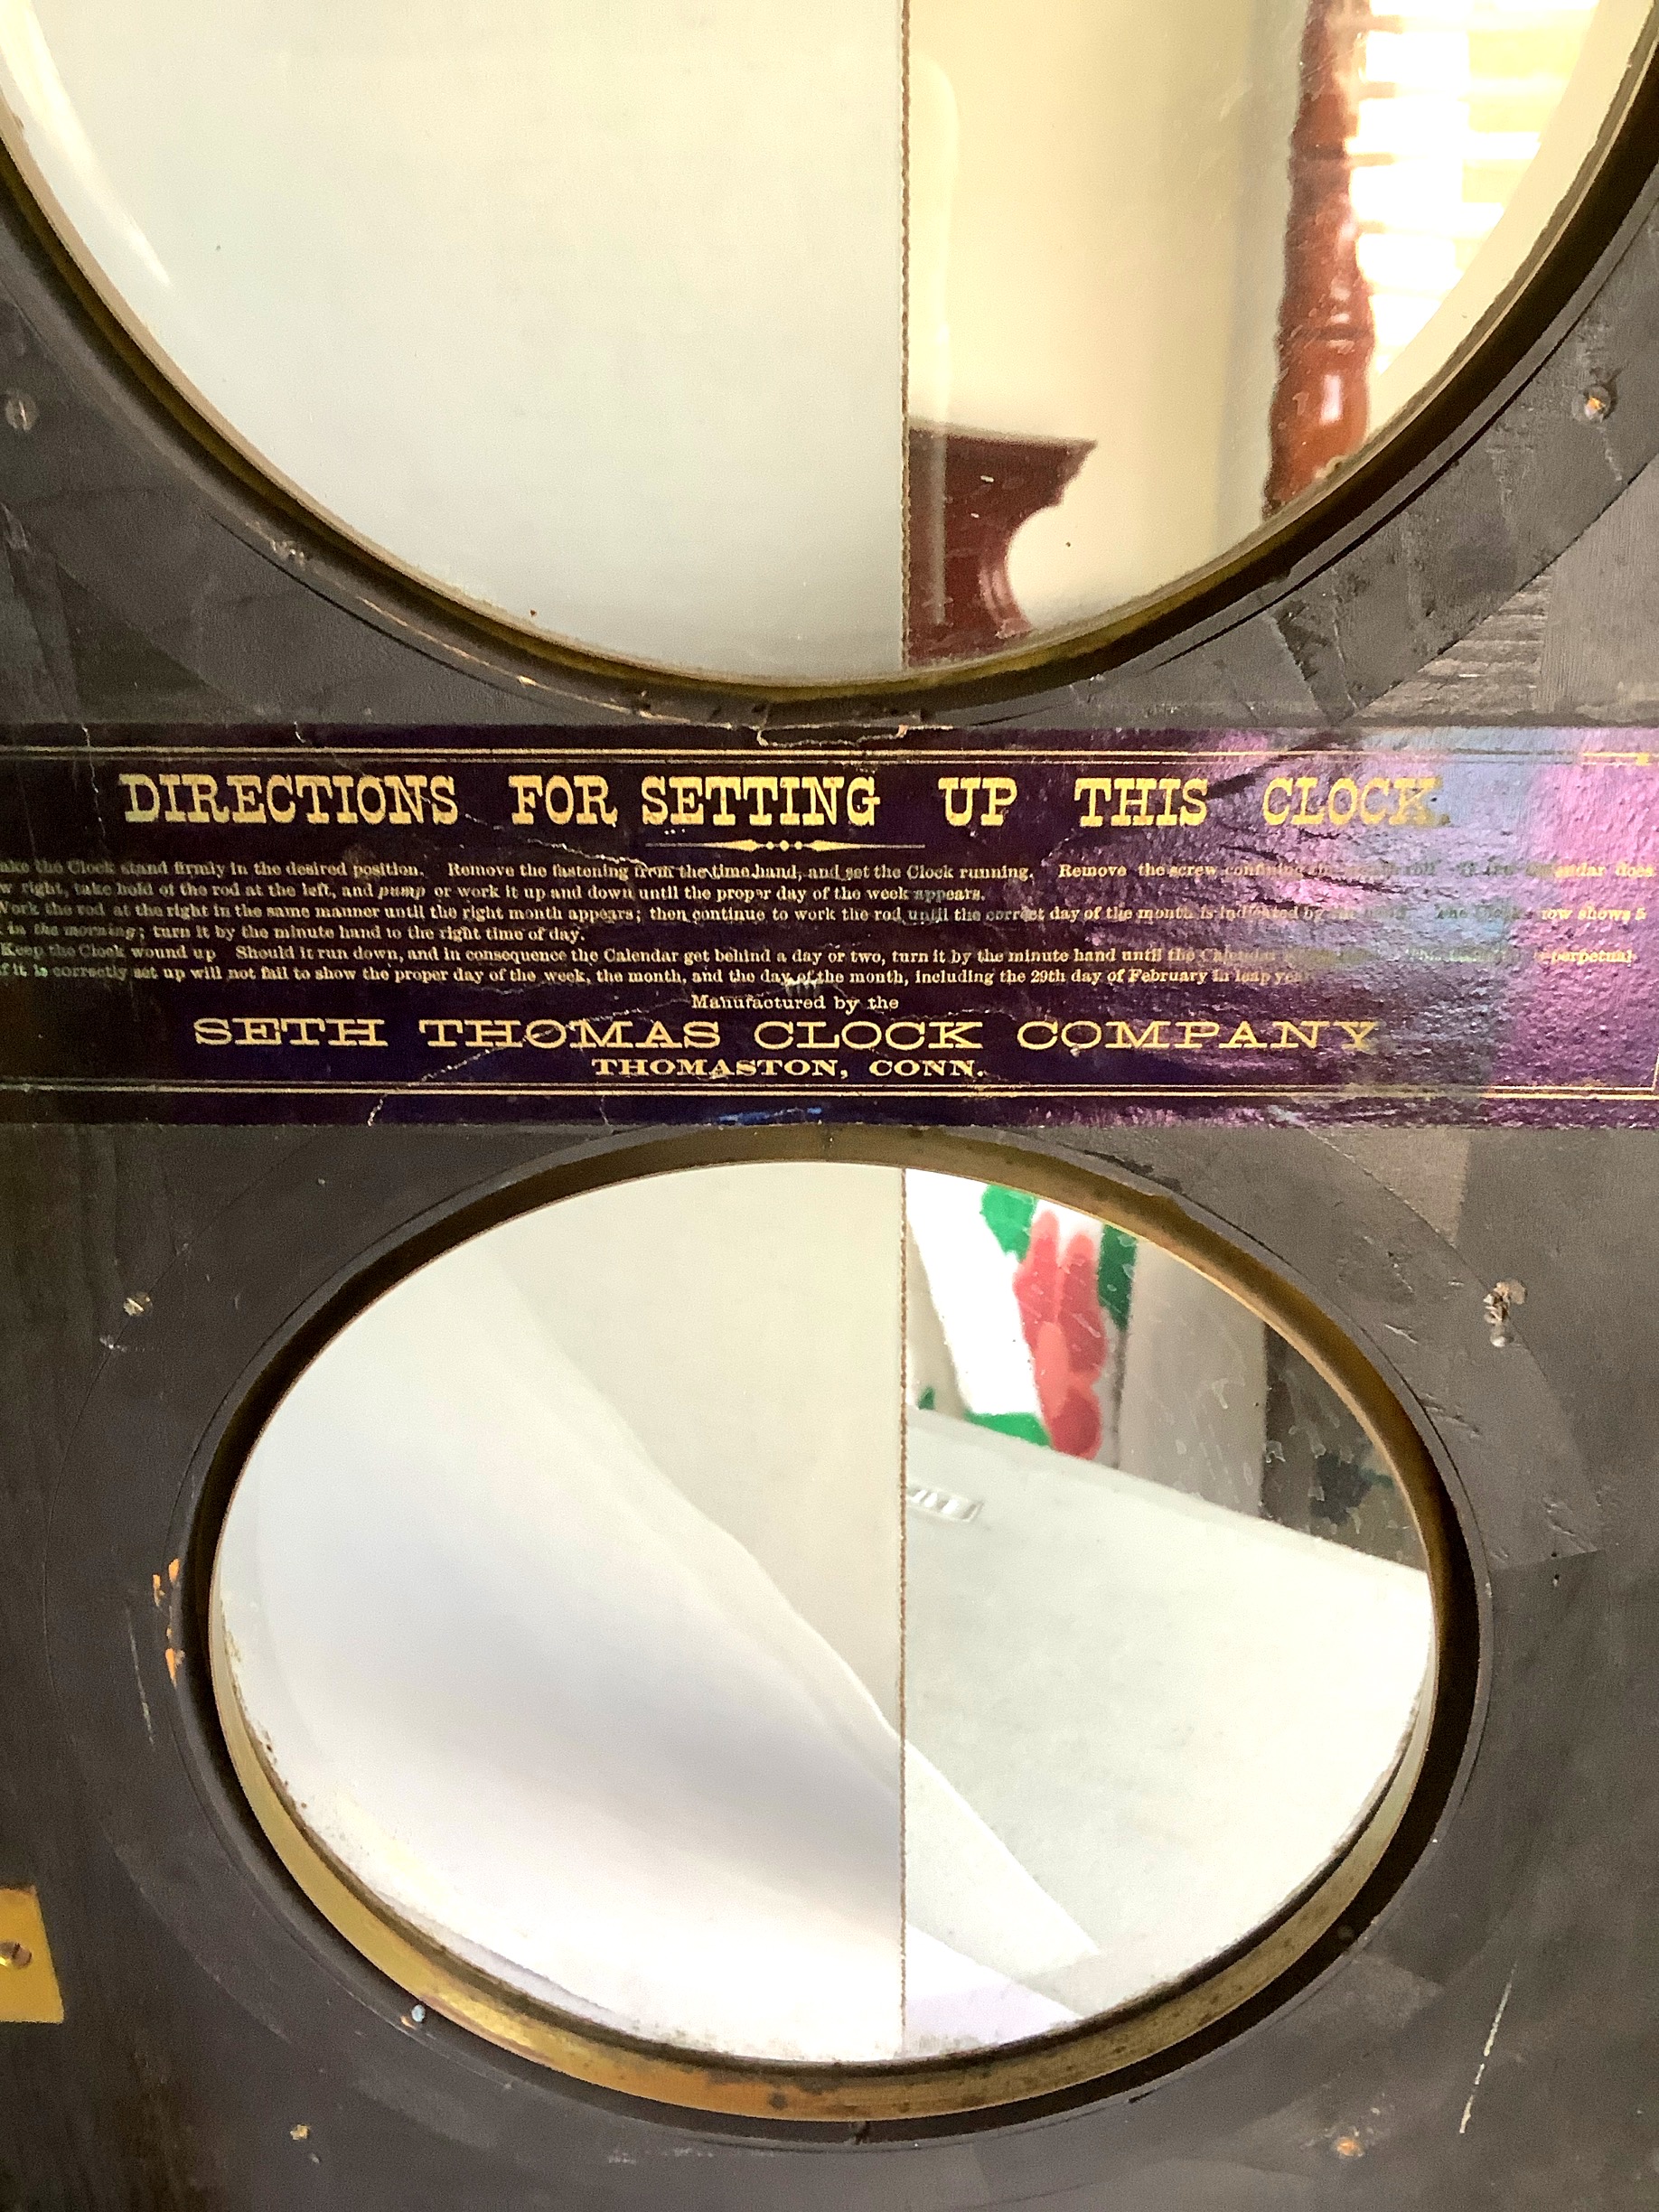 DIRECTIONS FOR SETTING UP THIS CLOCK.
the Clock stand firmly in the desired position. Remove the fastening from the time hand, and set the Clock running. Remove the screw does
right, take hold of the rod at the left, and pump or work it up and down until the proper day of the week appears.
the rod at the right in the same manner until the right month appears; then continue to work the rod until the correct day of the month is indicated by row shows 5
in the morning; turn it by the minute hand to the right time of day.
Keep the Clock wound up Should it run down, and in consequence the Calendar get behind a day or two, turn it by the minute hand until the perpetual
it is correctly set up will not fail to show the proper day of the week, the month, and the day of the month, including the 29th day of February in leap
Manufactured by the
SETH THOMAS CLOCK COMPANY
THOMASTON, CONN.